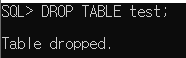 SQL> DROP TABLE test;
Table dropped.